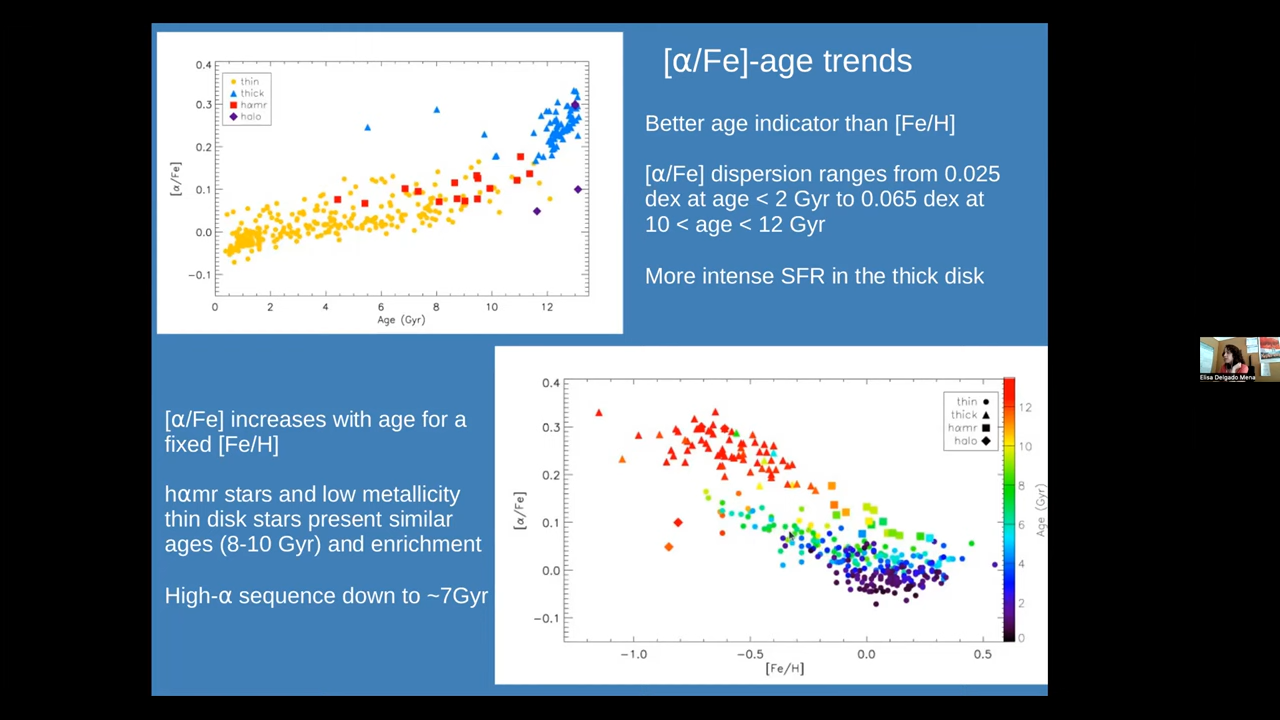 [α/Fe]-age trends
0.4
0.3
0.2
0.1
0.0
−0.1
[α/Fe]
thin
thick
hαmr
halo
0 2 4 6 8 10 12
Age (Gyr)
Better age indicator than [Fe/H]
[α/Fe] dispersion ranges from 0.025
dex at age < 2 Gyr to 0.065 dex at
10 < age < 12 Gyr
More intense SFR in the thick disk
[α/Fe] increases with age for a
fixed [Fe/H]
hαmr stars and low metallicity
thin disk stars present similar
ages (8-10 Gyr) and enrichment
High-α sequence down to ~7Gyr
0.4
0.3
0.2
0.1
0.0
−0.1
[α/Fe]
thin
thick
hαmr
halo
−1.0 −0.5 0.0 0.5
[Fe/H]
12
10
8
6
4
2
0
Age (Gyr)
Elisa Delgado Mena